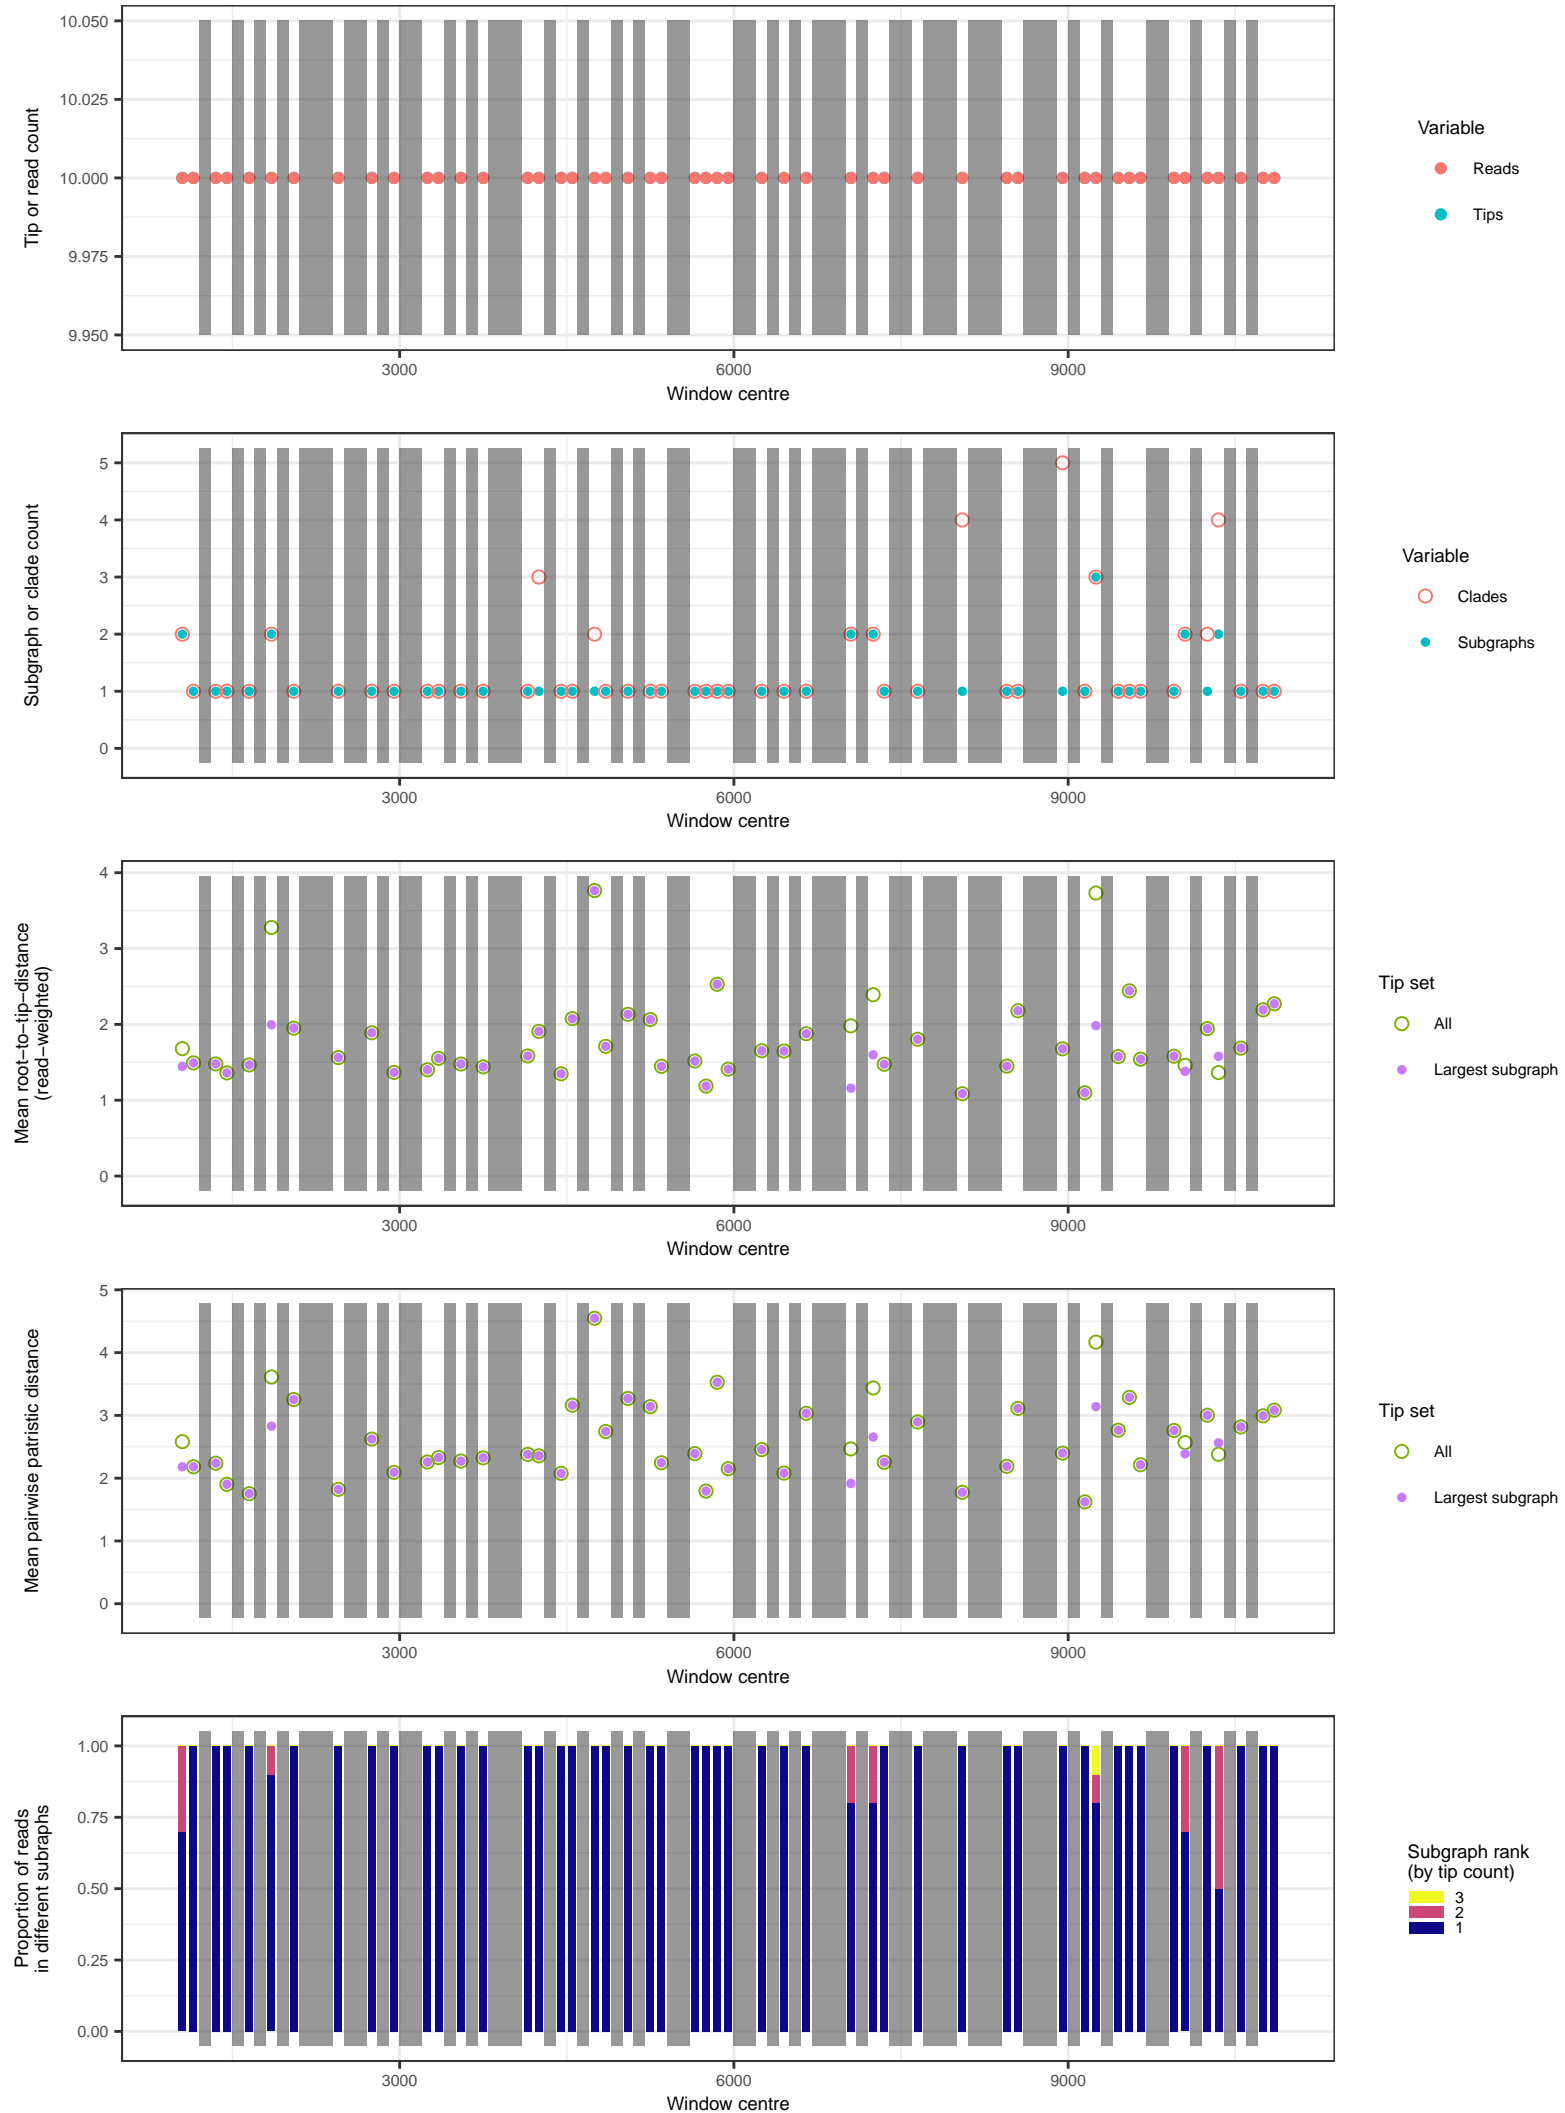 10.050
10.025
10.000
9.975
9.950
Tip or read count
3000
6000
9000
Window centre
Variable
Reads
Tips
5
4
3
2
1
0
Subgraph or clade count
3000
6000
9000
Window centre
Variable
Clades
Subgraphs
4
3
2
1
0
Mean root−to−tip−distance
(read−weighted)
3000
6000
9000
Window centre
Tip set
All
Largest subgraph
5
4
3
2
1
0
Mean pairwise patristic distance
3000
6000
9000
Window centre
Tip set
All
Largest subgraph
1.00
0.75
0.50
0.25
0.00
Proportion of reads
in different subraphs
3000
6000
9000
Window centre
Subgraph rank
(by tip count)
3
2
1